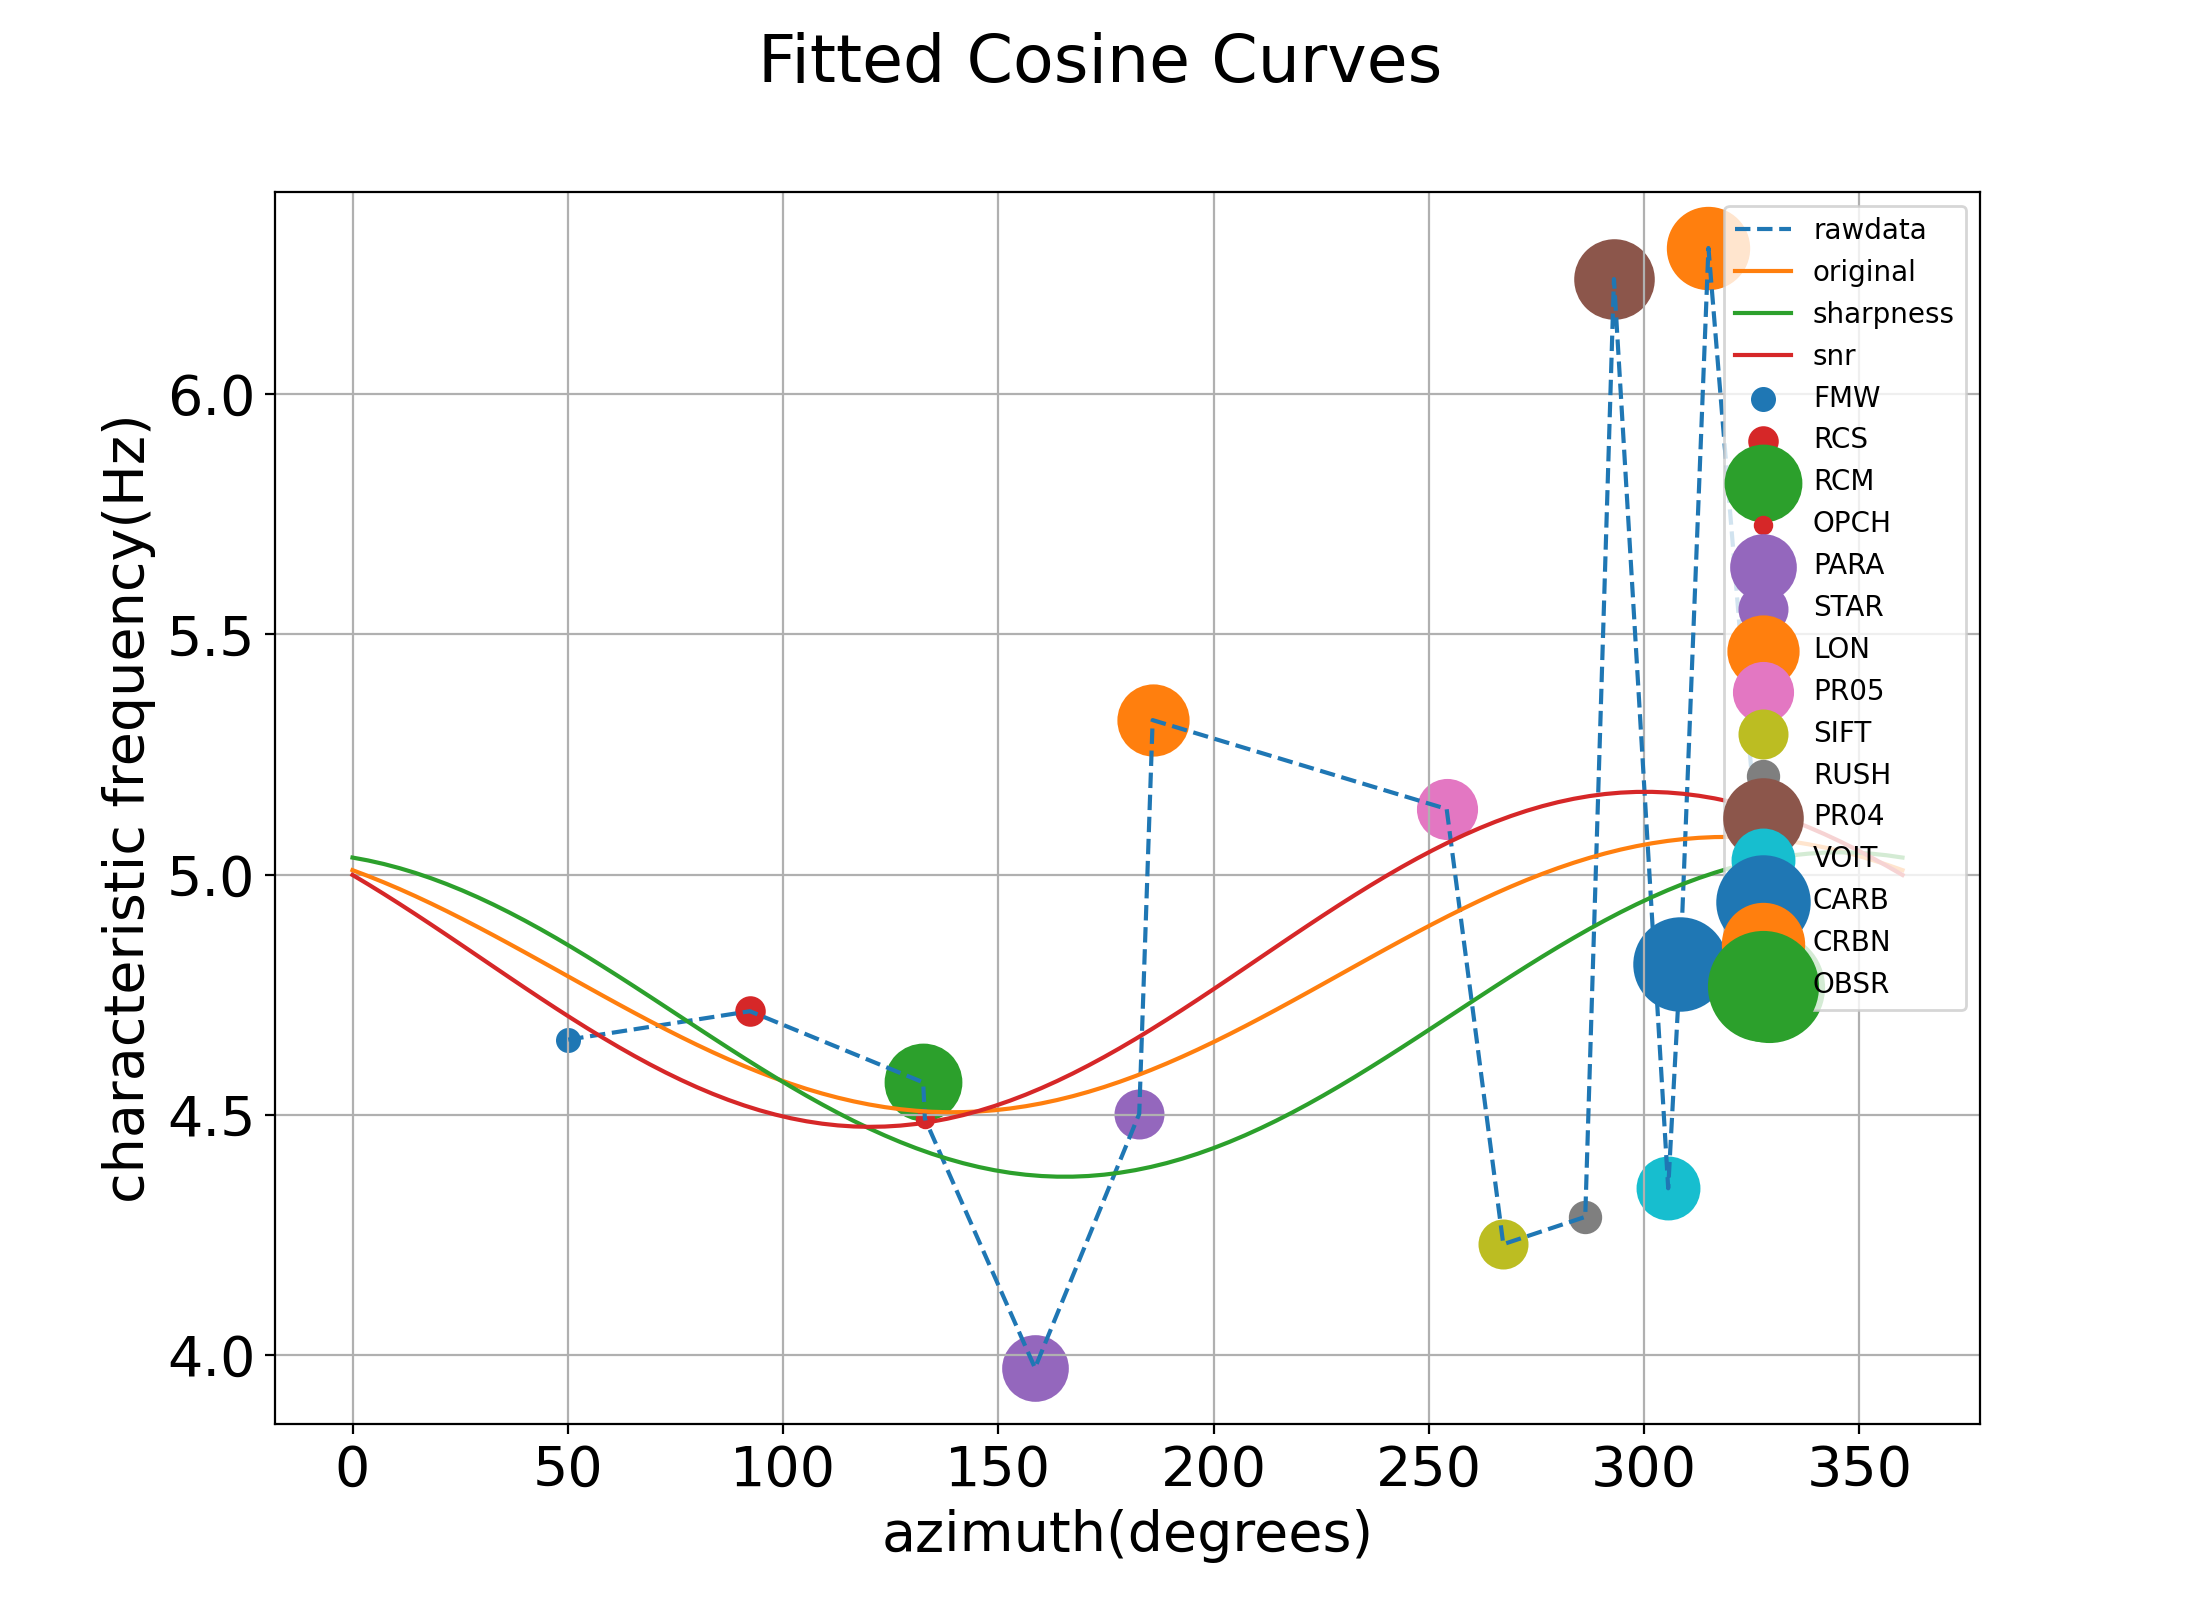 Fitted Cosine Curves
characteristic frequency(Hz)
6.0
5.5
5.0
4.5
4.0
rawdata
original
sharpness
snr
FMW
RCS
RCM
OPCH
PARA
STAR
LON
PR05
SIFT
RUSH
PR04
VOIT
CARB
CRBN
OBSR
0 50 100 150 200 250 300 350
azimuth(degrees)